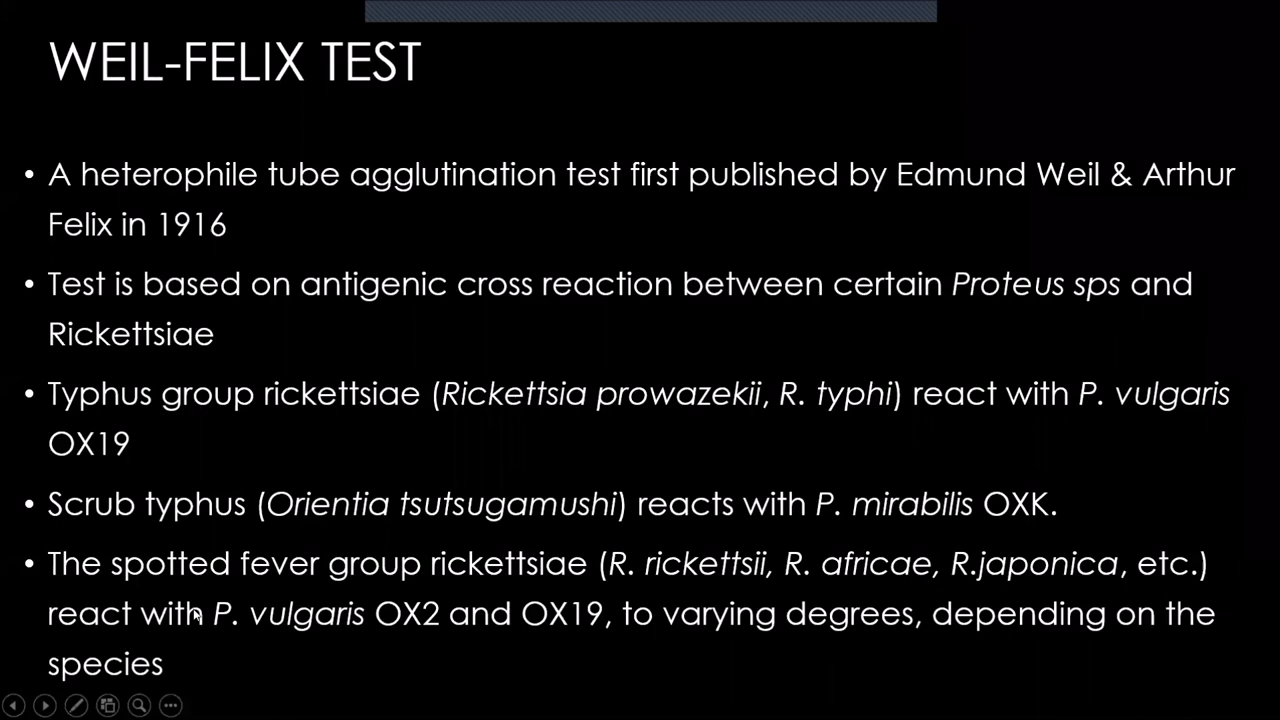 WEIL-FELIX TEST
• A heterophile tube agglutination test first published by Edmund Weil & Arthur
Felix in 1916
• Test is based on antigenic cross reaction between certain Proteus sps and
Rickettsiae
• Typhus group rickettsiae (Rickettsia prowazekii, R. typhi) react with P. vulgaris
OX19
• Scrub typhus (Orientia tsutsugamushi) reacts with P. mirabilis OXK.
• The spotted fever group rickettsiae (R. rickettsii, R. africae, R.japonica, etc.)
react with P. vulgaris OX2 and OX19, to varying degrees, depending on the
species